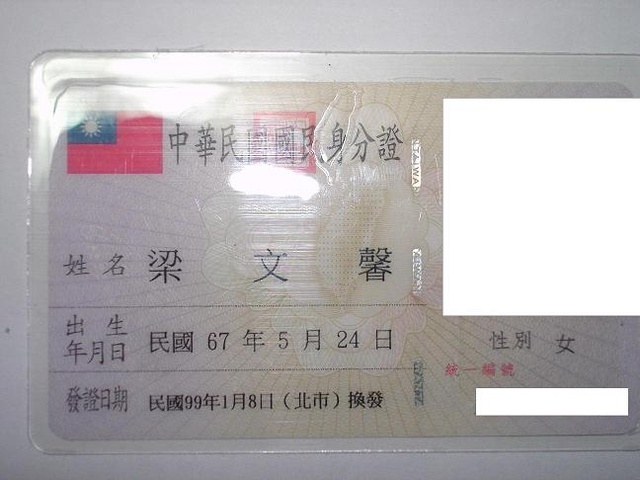 中華民國國民身分證
TAIWAN
姓名 梁文馨
出生年月日 民國 67 年 5 月 24 日
性別 女
統一編號
發證日期 民國99年1月8日（北市）換發